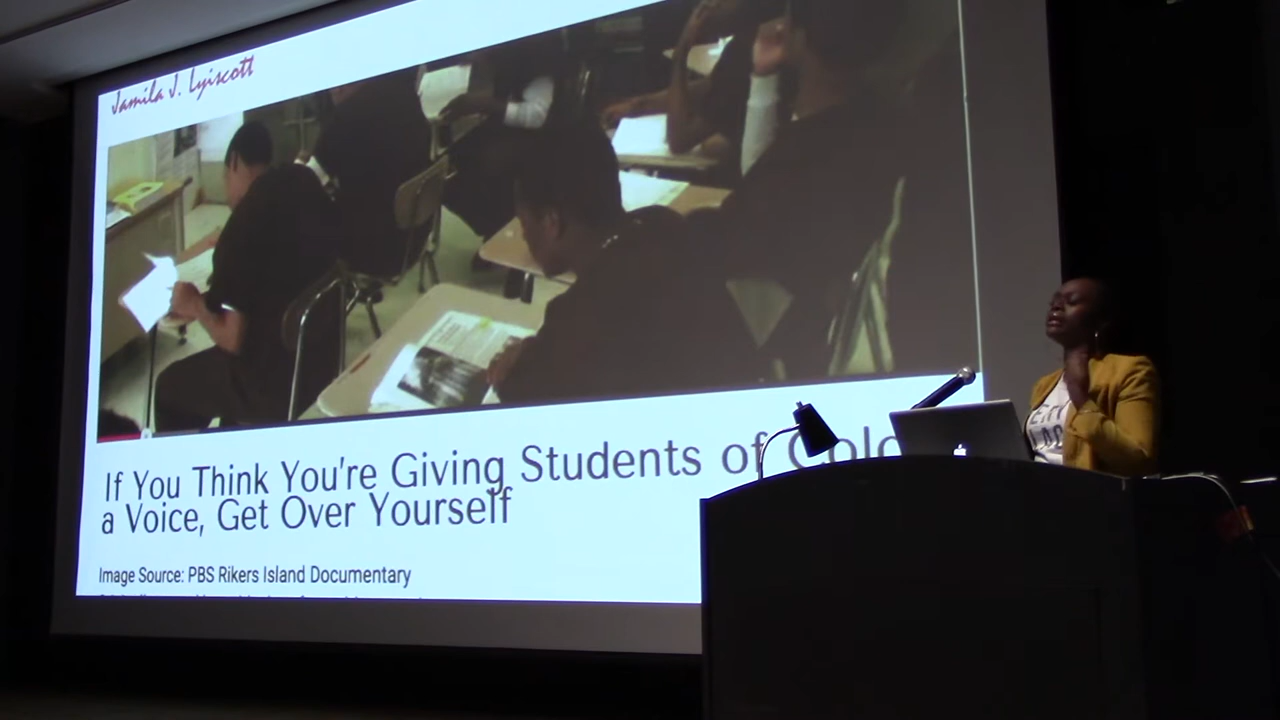 Jamila J. Lyiscott
If You Think You're Giving Students of Colo
a Voice, Get Over Yourself
Image Source: PBS Rikers Island Documentary